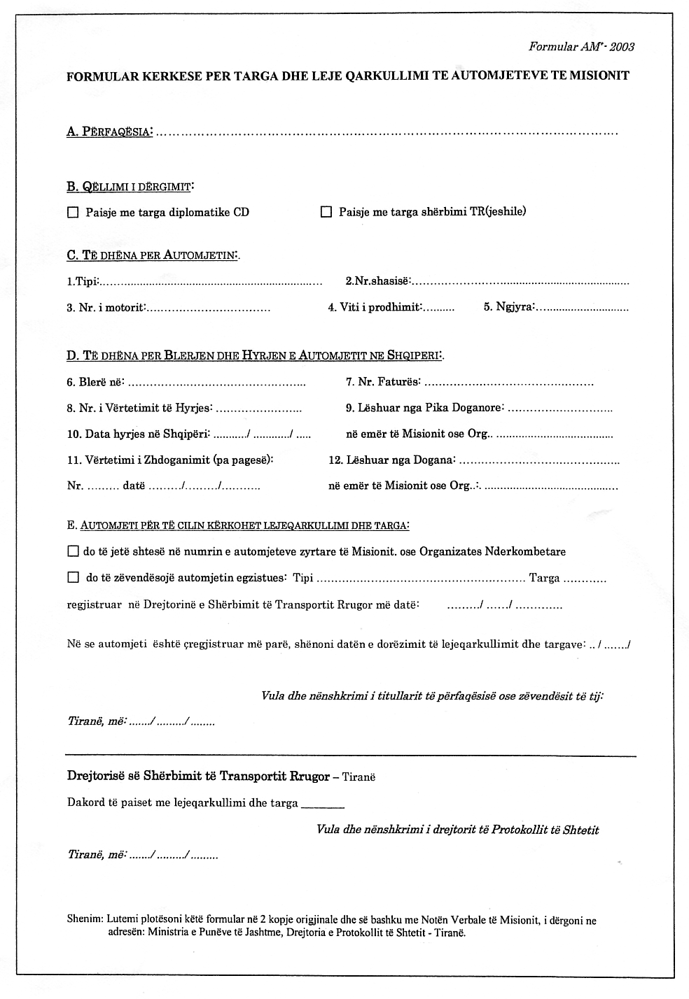 Formular AM*- 2003
FORMULAR KERKESE PER TARGA DHE LEJE QARKULLIMI TE AUTOMJETEVE TE MISIONIT
A. PËRFAQËSIA: ........................................................................................................
B. QËLLIMI I DËRGIMIT:
☐ Paisje me targa diplomatike CD ☐ Paisje me targa shërbimi TR(jeshile)
C. TË DHËNA PER AUTOMJETIN:.
1.Tipi:.................................................................... 2.Nr.shasisë:..................................................................
3. Nr. i motorit:................................ 4. Viti i prodhimit:......... 5. Ngjyra:............................
D. TË DHËNA PER BLERJEN DHE HYRJEN E AUTOMJETIT NE SHQIPERI:.
6. Blerë në: ............................................. 7. Nr. Faturës: ...........................................
8. Nr. i Vërtetimit të Hyrjes: ...................... 9. Lëshuar nga Pika Doganore: ...........................
10. Data hyrjes në Shqipëri: .........../ ............/ ..... në emër të Misionit ose Org.. ....................................
11. Vërtetimi i Zhdoganimit (pa pagesë): 12. Lëshuar nga Dogana: .........................................
Nr. ......... datë ........./........./........... në emër të Misionit ose Org..:. .........................................
E. AUTOMJETI PËR TË CILIN KËRKOHET LEJEQARKULLIMI DHE TARGA:
☐ do të jetë shtesë në numrin e automjeteve zyrtare të Misionit. ose Organizates Nderkombetare
☐ do të zëvendësojë automjetin egzistues: Tipi .................................................... Targa ............
regjistruar në Drejtorinë e Shërbimit të Transportit Rrugor më datë: ........./ ....../ .............
Në se automjeti është çregjistruar më parë, shënoni datën e dorëzimit të lejeqarkullimit dhe targave: .. / ......./
Vula dhe nënshkrimi i titullarit të përfaqësisë ose zëvendësit të tij:
Tiranë, më: ......./ ........./ ........
Drejtorisë së Shërbimit të Transportit Rrugor – Tiranë
Dakord të paiset me lejeqarkullimi dhe targa _______
Vula dhe nënshkrimi i drejtorit të Protokollit të Shtetit
Tiranë, më: ......./ ........./ .........
Shenim: Lutemi plotësoni këtë formular në 2 kopje origjinale dhe së bashku me Notën Verbale të Misionit, i dërgoni ne
adresën: Ministria e Punëve të Jashtme, Drejtoria e Protokollit të Shtetit - Tiranë.